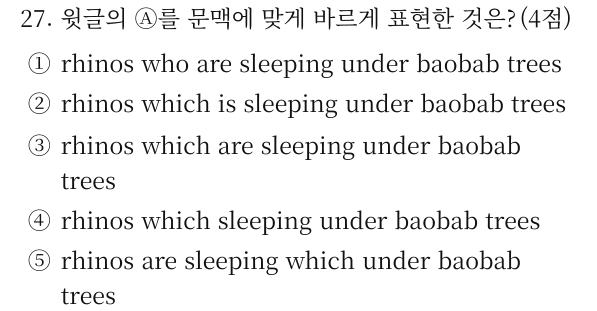 27. 윗글의 Ⓐ를 문맥에 맞게 바르게 표현한 것은?(4점)
① rhinos who are sleeping under baobab trees
② rhinos which is sleeping under baobab trees
③ rhinos which are sleeping under baobab
trees
④ rhinos which sleeping under baobab trees
⑤ rhinos are sleeping which under baobab
trees